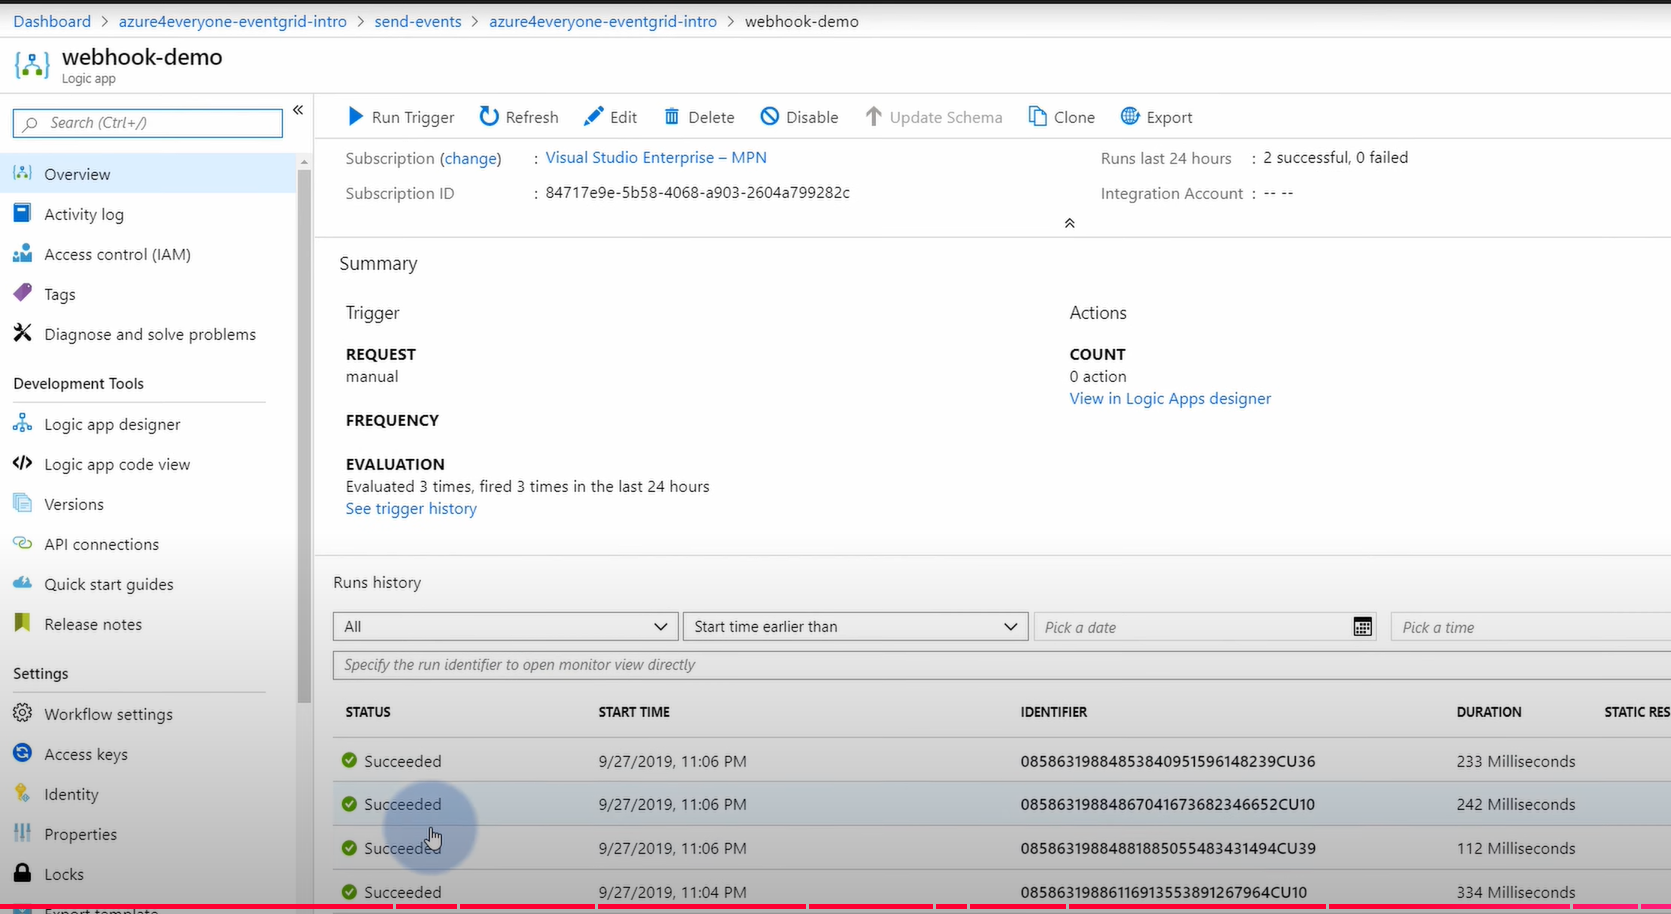 Dashboard > azure4everyone-eventgrid-intro > send-events > azure4everyone-eventgrid-intro > webhook-demo
webhook-demo
Logic app
Search (Ctrl+/)
«
Run Trigger Refresh Edit Delete Disable Update Schema Clone Export
Overview
Activity log
Access control (IAM)
Tags
Diagnose and solve problems
Development Tools
Logic app designer
Logic app code view
Versions
API connections
Quick start guides
Release notes
Settings
Workflow settings
Access keys
Identity
Properties
Locks
Export template
Subscription (change) : Visual Studio Enterprise – MPN
Runs last 24 hours : 2 successful, 0 failed
Subscription ID : 84717e9e-5b58-4068-a903-2604a799282c
Integration Account : -- --
Summary
Trigger
REQUEST
manual
FREQUENCY
EVALUATION
Evaluated 3 times, fired 3 times in the last 24 hours
See trigger history
Actions
COUNT
0 action
View in Logic Apps designer
Runs history
All Start time earlier than Pick a date Pick a time
Specify the run identifier to open monitor view directly
STATUS START TIME IDENTIFIER DURATION STATIC RES
Succeeded 9/27/2019, 11:06 PM 08586319884853840951596148239CU36 233 Milliseconds
Succeeded 9/27/2019, 11:06 PM 08586319884867041673682346652CU10 242 Milliseconds
Succeeded 9/27/2019, 11:06 PM 08586319884881885055483431494CU39 112 Milliseconds
Succeeded 9/27/2019, 11:04 PM 08586319886116913553891267964CU10 334 Milliseconds